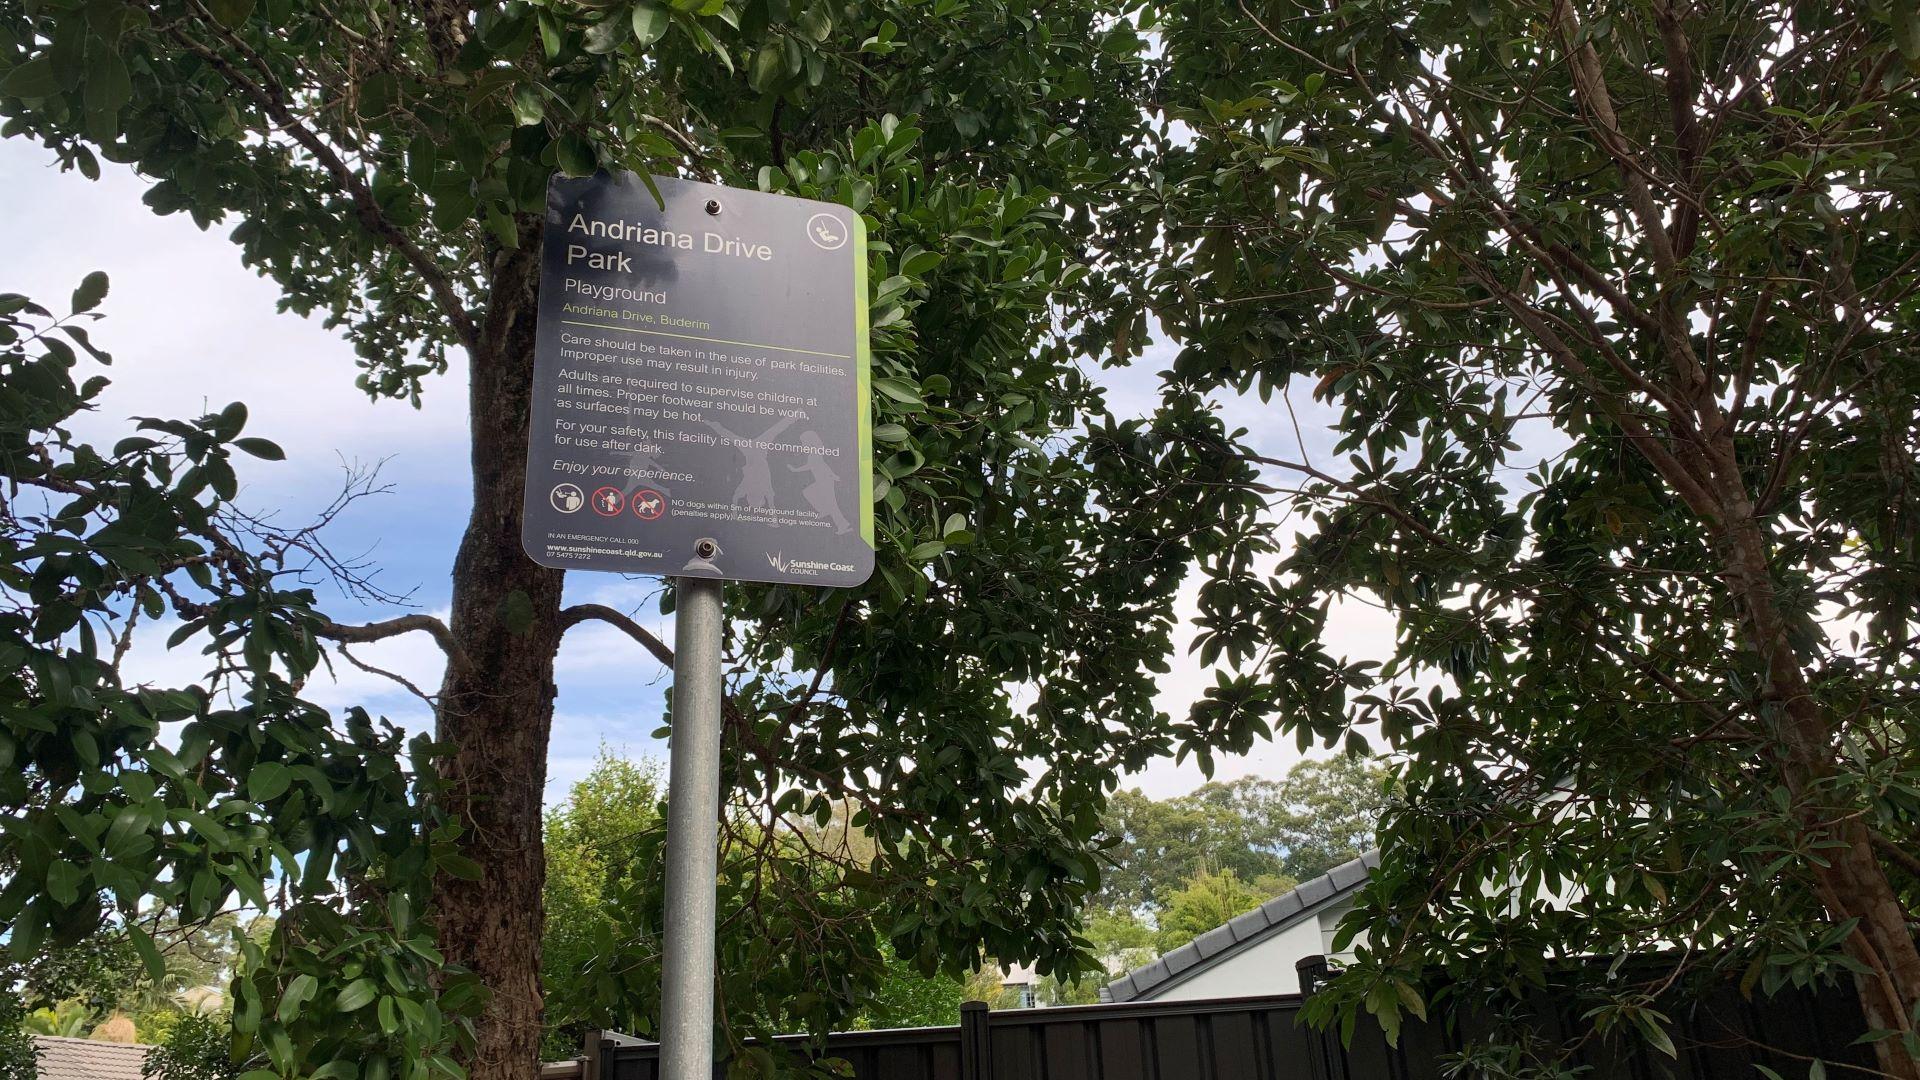 Andriana Drive
Park
Playground
Andriana Drive, Buderim
Care should be taken in the use of park facilities.
Improper use may result in injury.
Adults are required to supervise children at
all times. Proper footwear should be worn,
as surfaces may be hot.
For your safety, this facility is not recommended
for use after dark.
Enjoy your experience.
NO dogs within 5m of playground facility
(penalties apply). Assistance dogs welcome.
IN AN EMERGENCY CALL 000
www.sunshinecoast.qld.gov.au
07 5475 7272
Sunshine Coast
COUNCIL